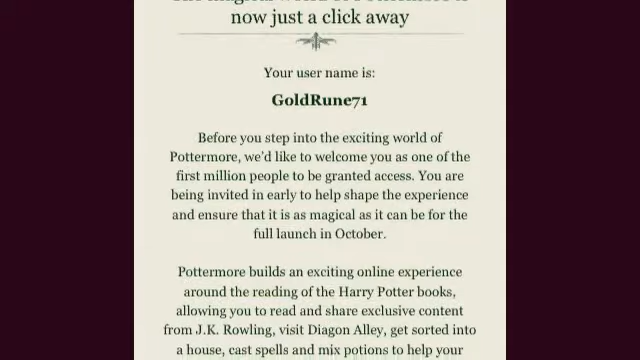 now just a click away
Your user name is:
GoldRune71
Before you step into the exciting world of
Pottermore, we'd like to welcome you as one of the
first million people to be granted access. You are
being invited in early to help shape the experience
and ensure that it is as magical as it can be for the
full launch in October.
Pottermore builds an exciting online experience
around the reading of the Harry Potter books,
allowing you to read and share exclusive content
from J.K. Rowling, visit Diagon Alley, get sorted into
a house, cast spells and mix potions to help your